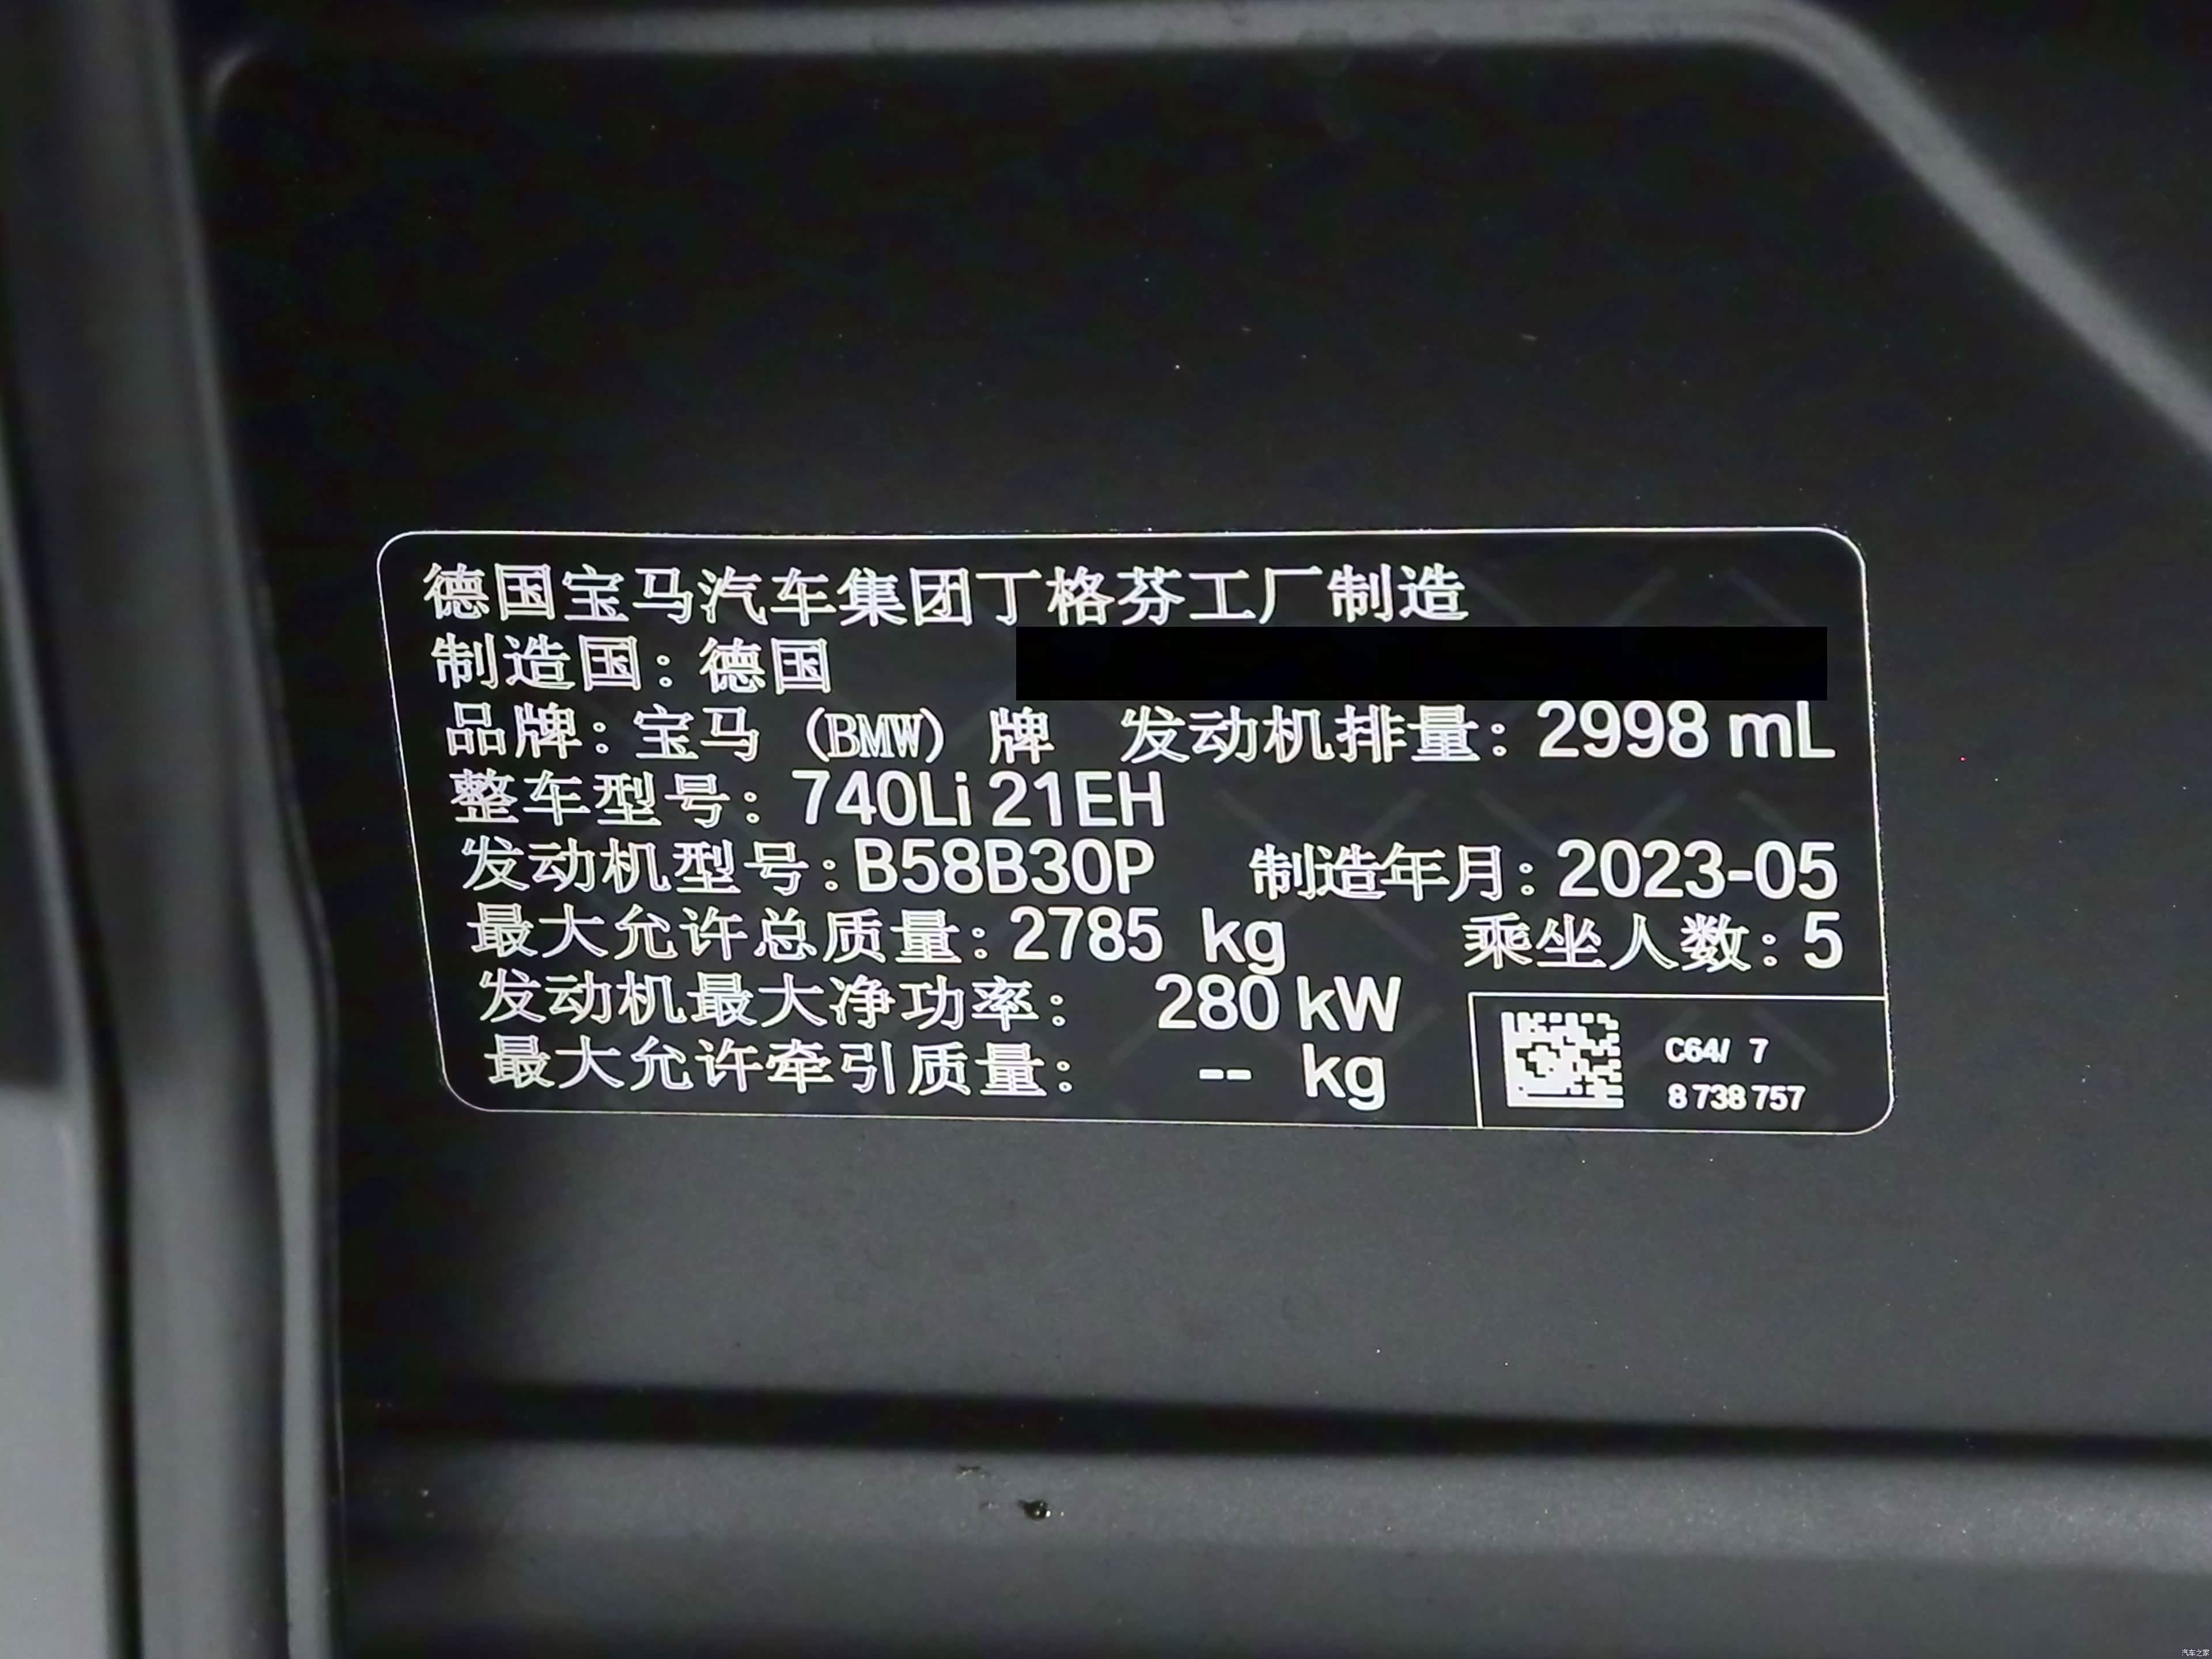 德国宝马汽车集团丁格芬工厂制造
制造国：德国
品牌：宝马（BMW）牌 发动机排量：2998 mL
整车型号：740Li 21EH
发动机型号：B58B30P 制造年月：2023-05
最大允许总质量：2785 kg 乘坐人数：5
发动机最大净功率： 280 kW
最大允许牵引质量： -- kg
C64/ 7
8 738 757
汽车之家